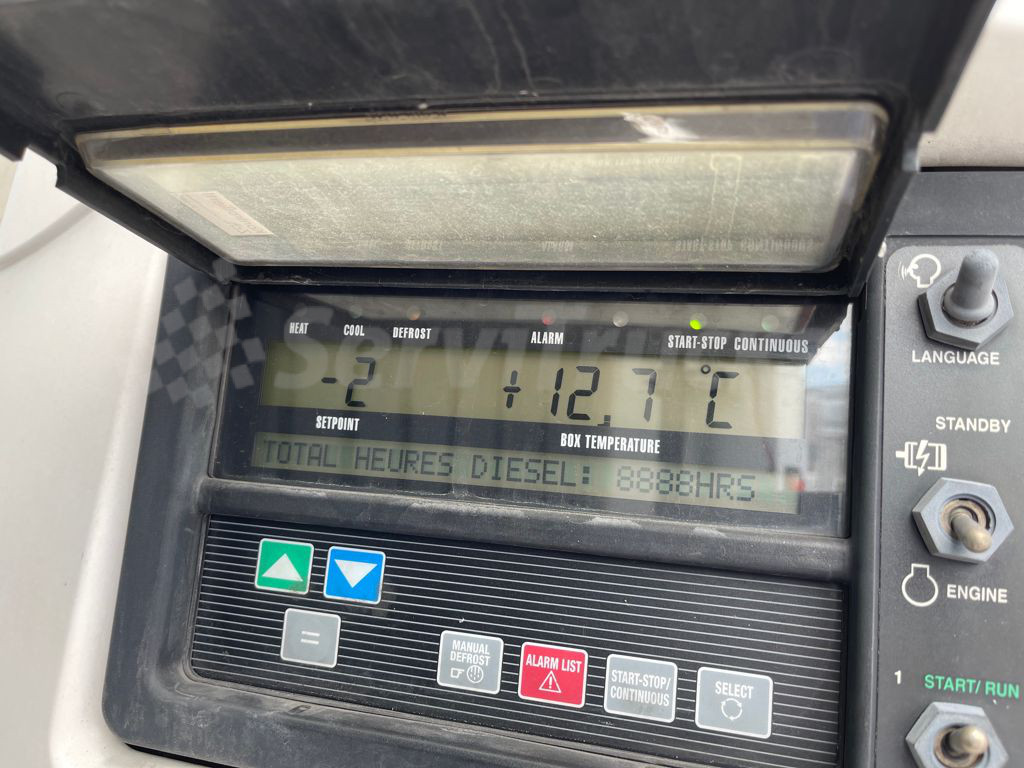 HEAT COOL DEFROST ALARM START-STOP CONTINUOUS
-2 +12,7 °C
SETPOINT BOX TEMPERATURE
TOTAL HEURES DIESEL: 8888HRS
LANGUAGE
STANDBY
ENGINE
MANUAL
DEFROST
ALARM LIST
START-STOP/
CONTINUOUS
SELECT
=
1 START/ RUN